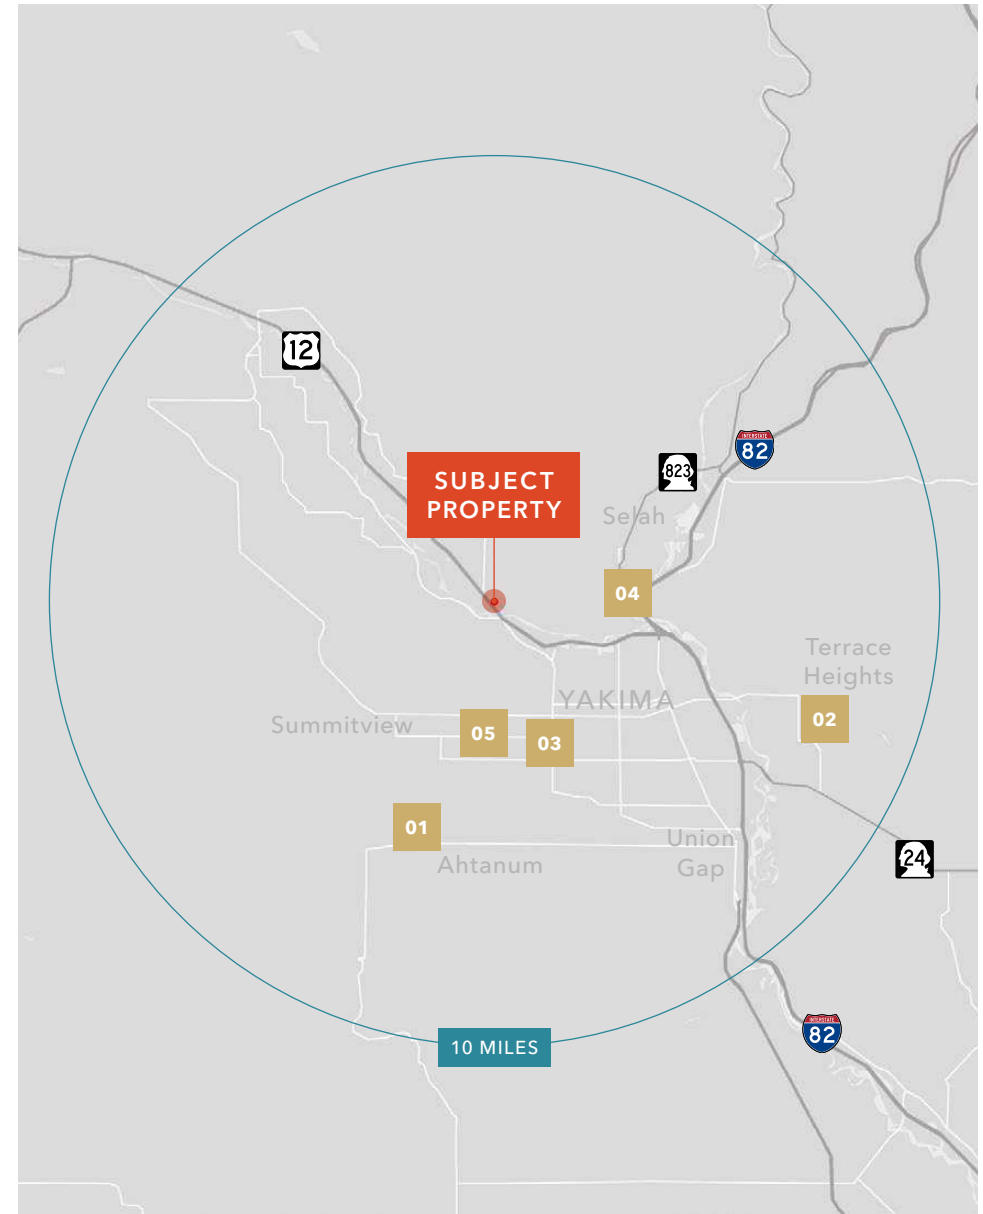 12
SUBJECT
PROPERTY
INTERSTATE
82
823
Selah
04
Terrace
Heights
YAKIMA
02
Summitview
05
03
01
Union
Gap
Ahtanum
24
INTERSTATE
82
10 MILES